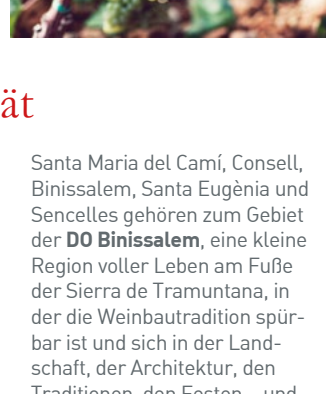 ät
Santa Maria del Camí, Consell,
Binissalem, Santa Eugènia und
Sencelles gehören zum Gebiet
der DO Binissalem, eine kleine
Region voller Leben am Fuße
der Sierra de Tramuntana, in
der die Weinbautradition spür-
bar ist und sich in der Land-
schaft, der Architektur, den
Traditionen, den Festen... und